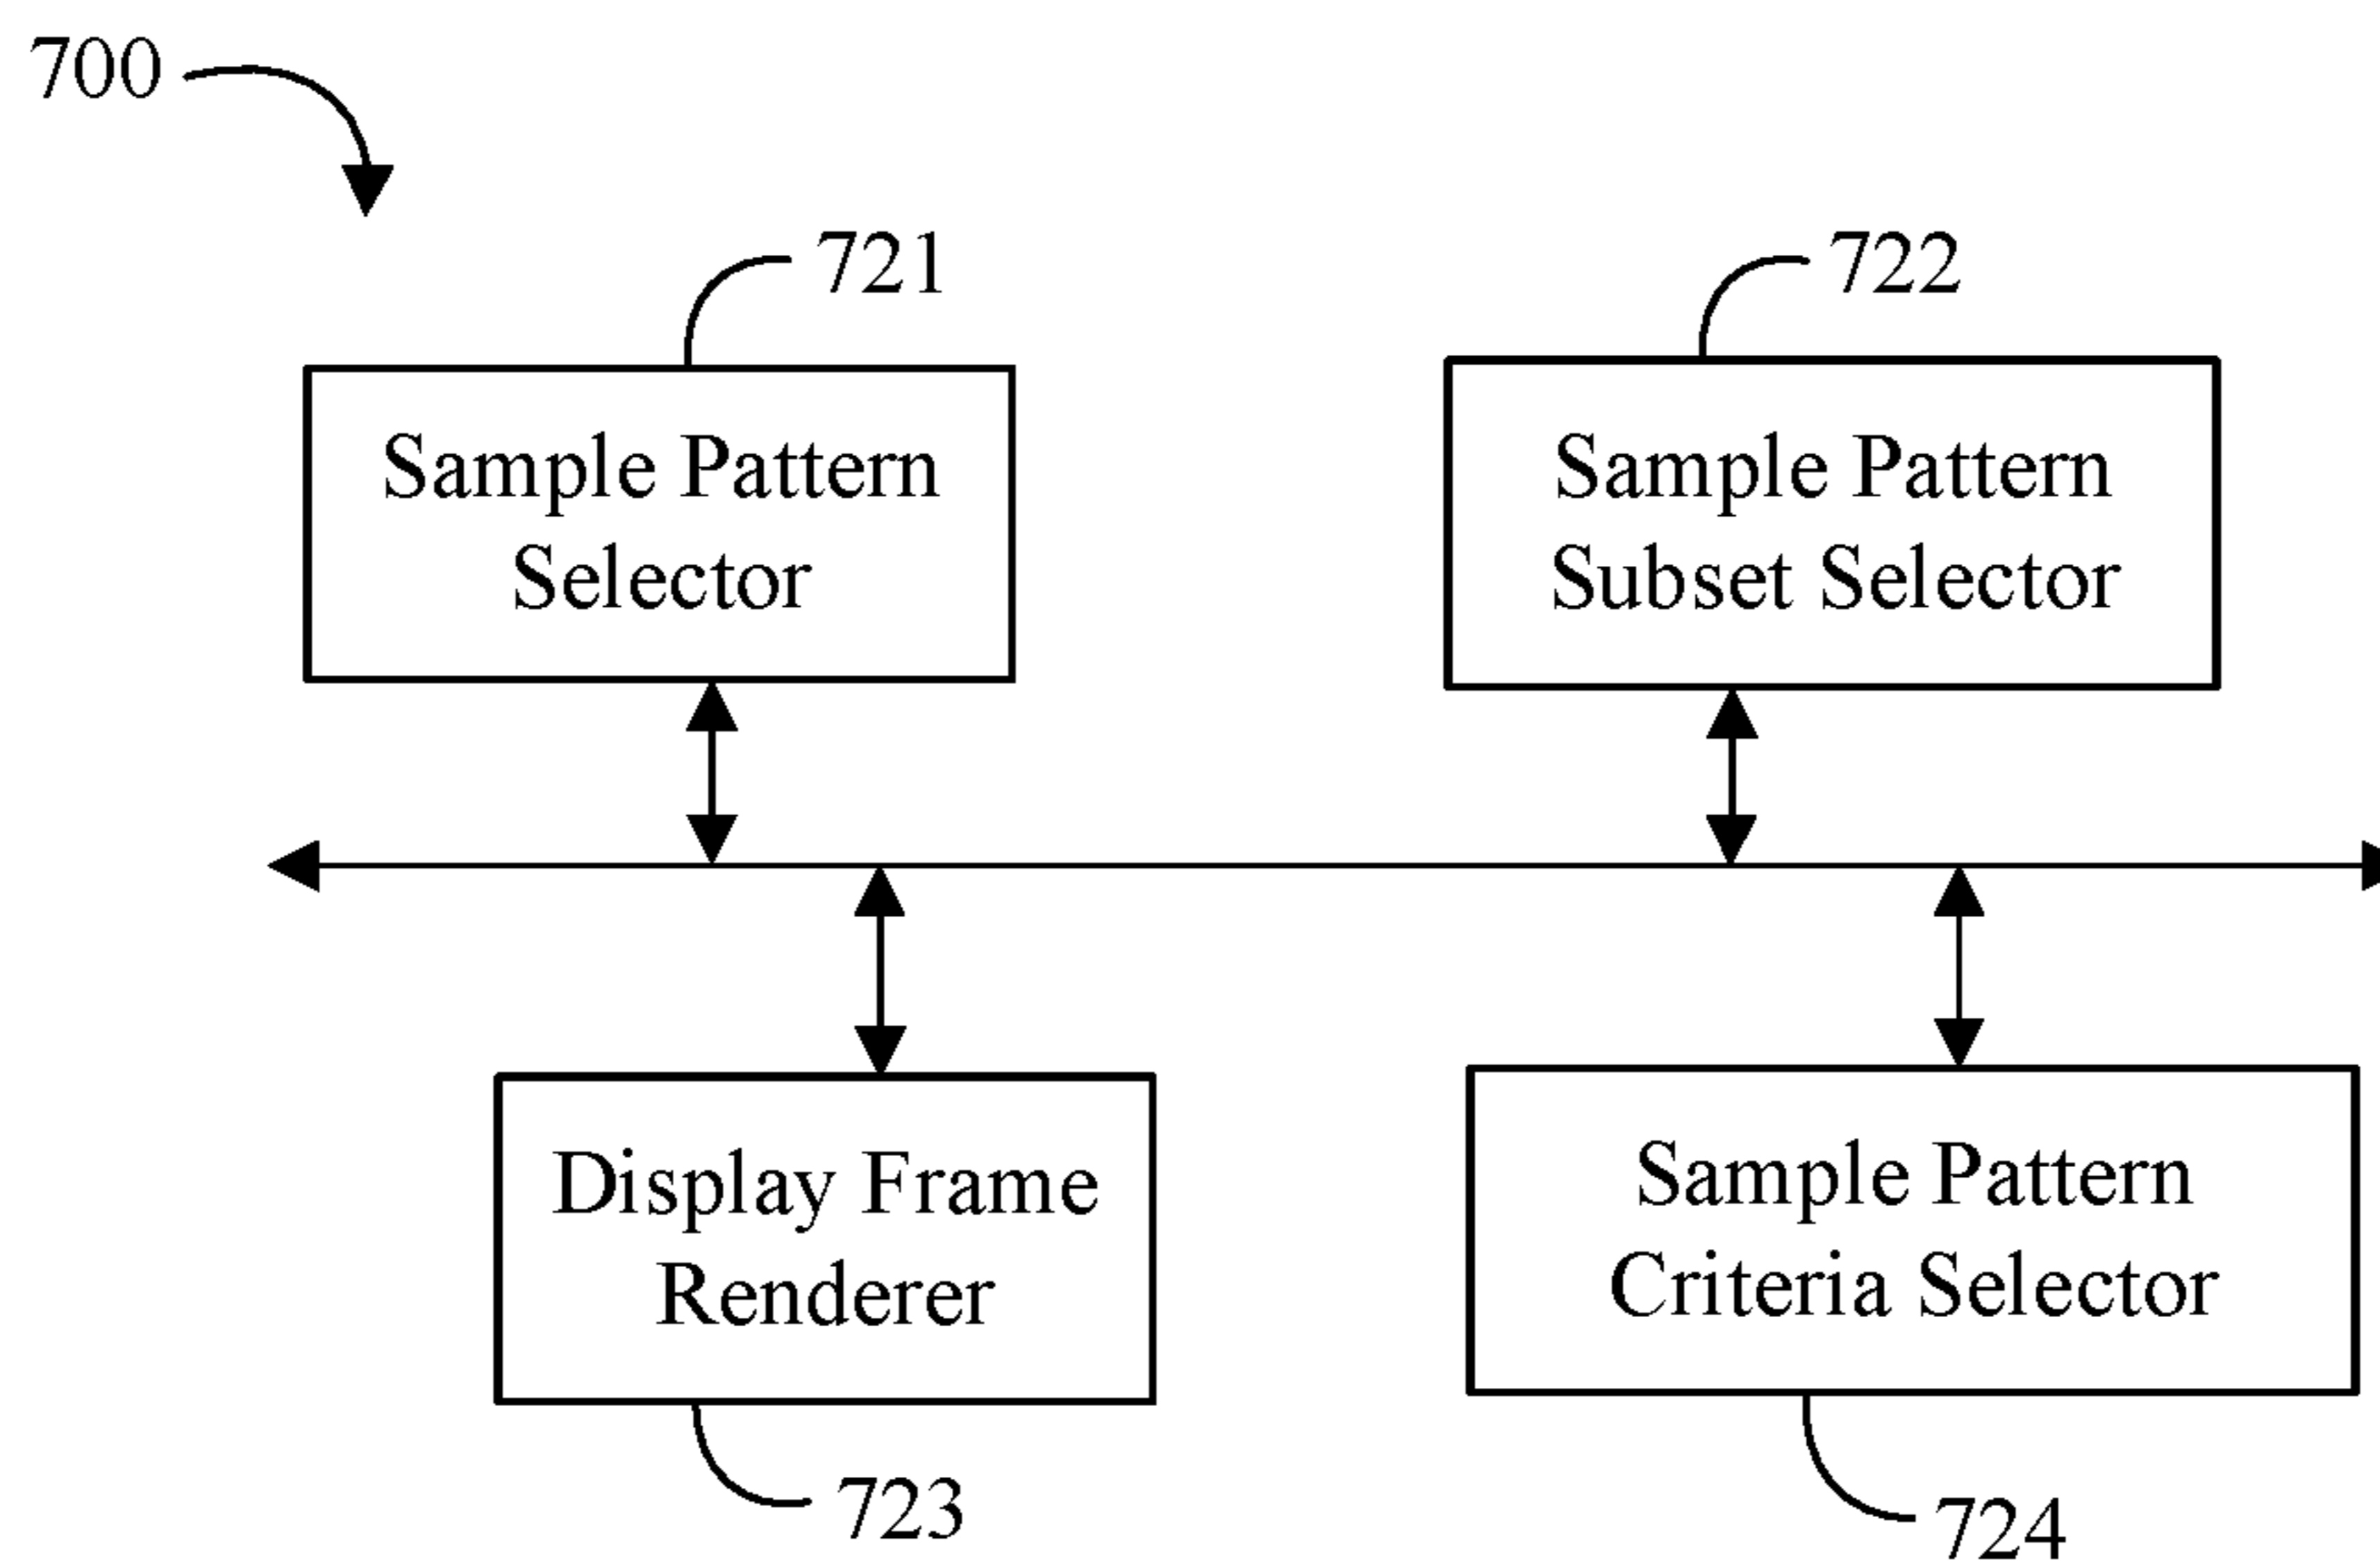 700
721
722
Sample Pattern
Selector
Sample Pattern
Subset Selector
Display Frame
Renderer
Sample Pattern
Criteria Selector
723
724